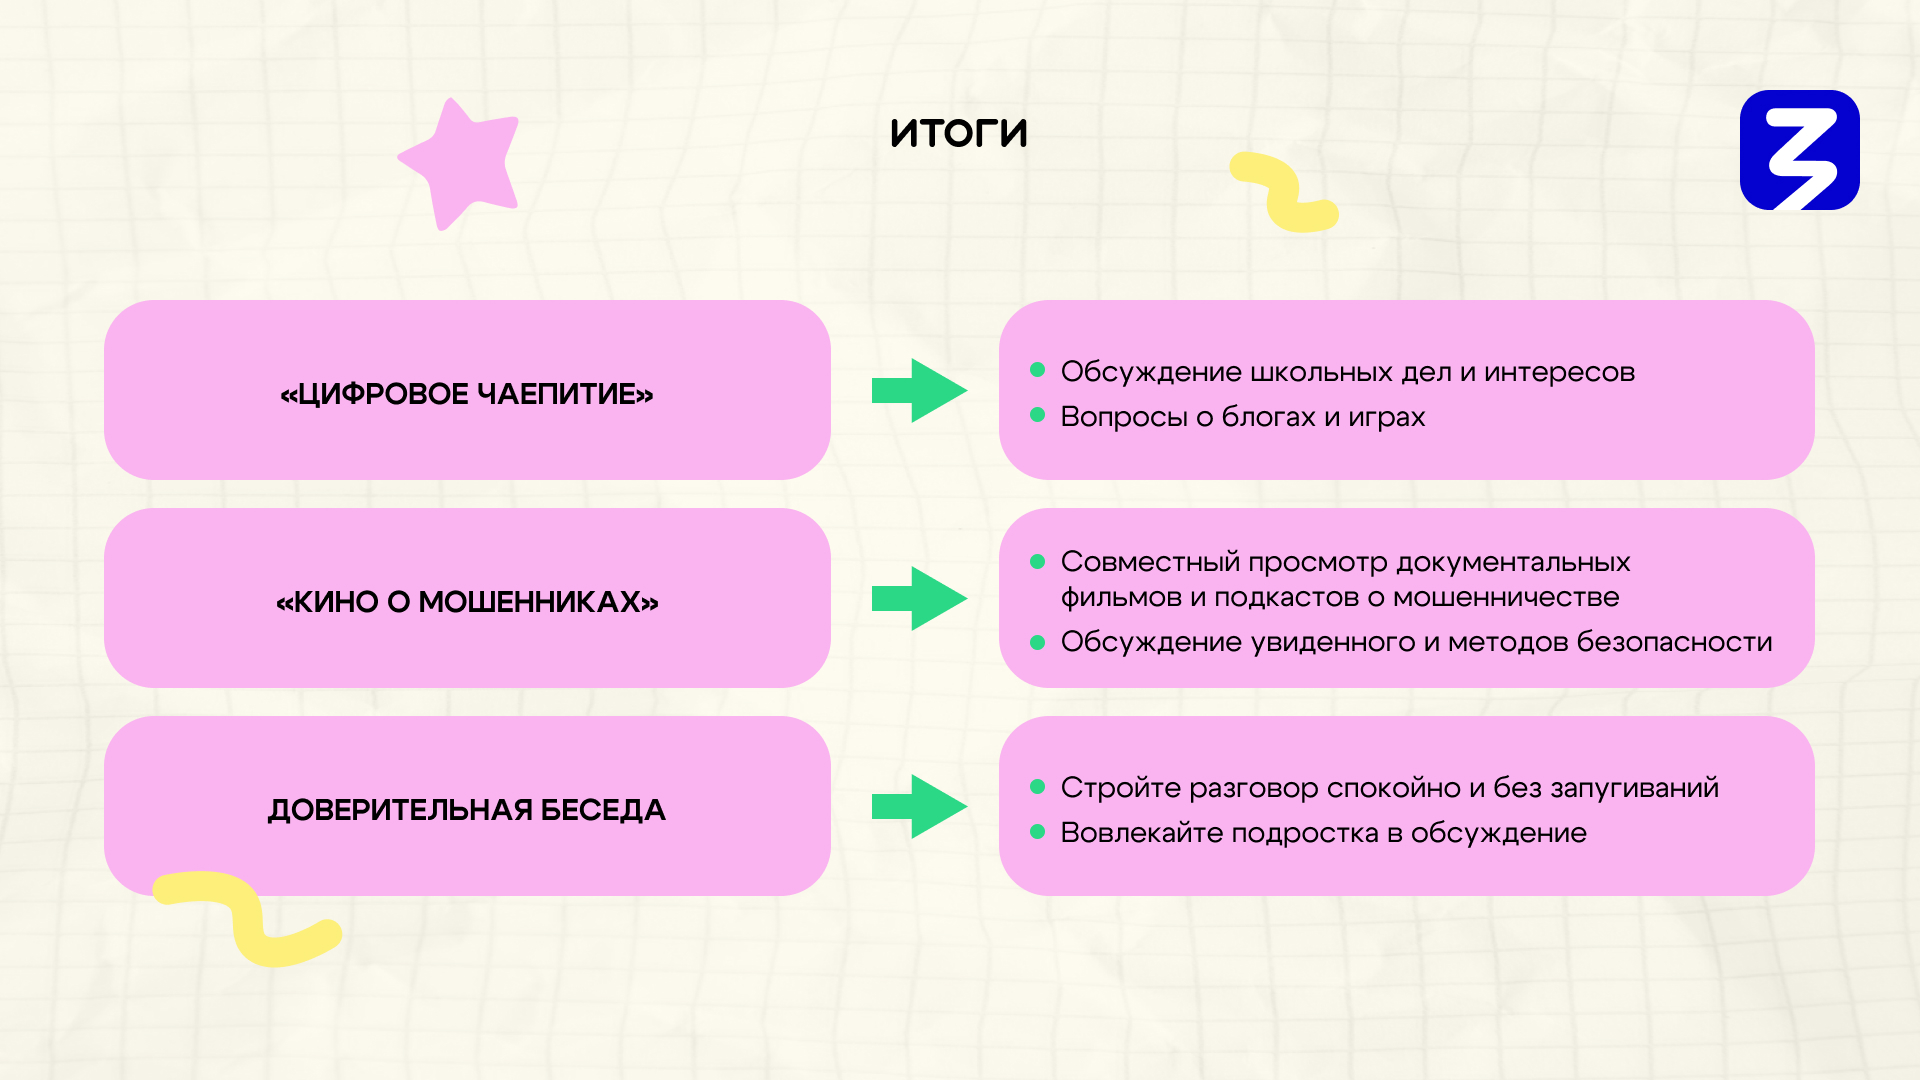 ИТОГИ
«ЦИФРОВОЕ ЧАЕПИТИЕ»
Обсуждение школьных дел и интересов
Вопросы о блогах и играх
«КИНО О МОШЕННИКАХ»
Совместный просмотр документальных
фильмов и подкастов о мошенничестве
Обсуждение увиденного и методов безопасности
ДОВЕРИТЕЛЬНАЯ БЕСЕДА
Стройте разговор спокойно и без запугиваний
Вовлекайте подростка в обсуждение